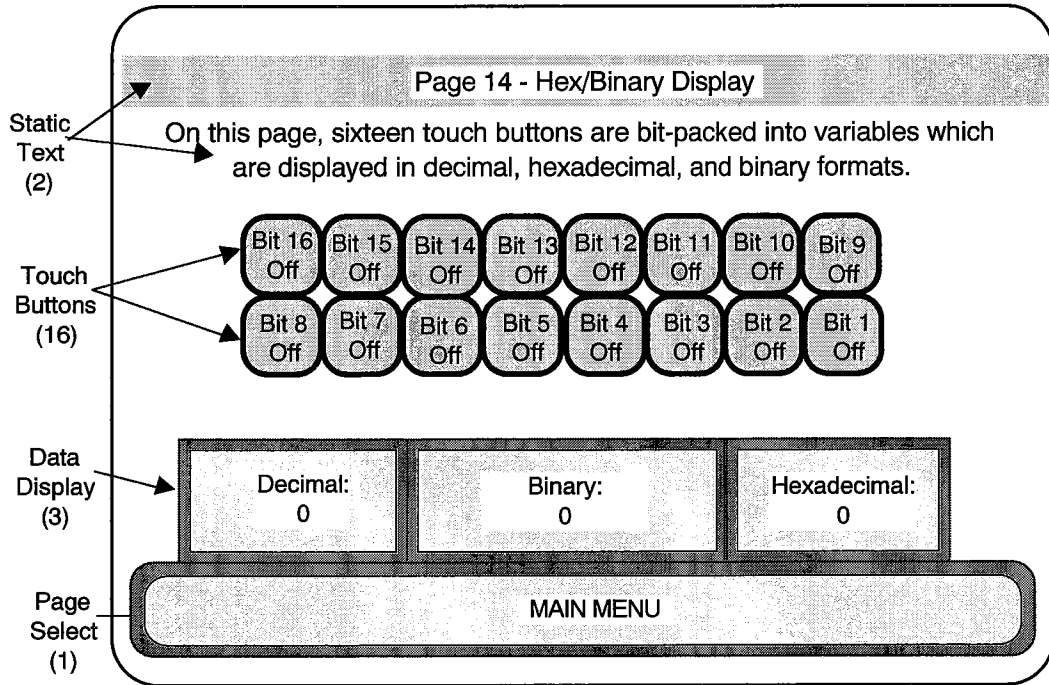 Page 14 - Hex/Binary Display
Static
Text
(2)
On this page, sixteen touch buttons are bit-packed into variables which
are displayed in decimal, hexadecimal, and binary formats.
Touch
Buttons
(16)
Bit 16 Bit 15 Bit 14 Bit 13 Bit 12 Bit 11 Bit 10 Bit 9
Off Off Off Off Off Off Off Off
Bit 8 Bit 7 Bit 6 Bit 5 Bit 4 Bit 3 Bit 2 Bit 1
Off Off Off Off Off Off Off Off
Data
Display
(3)
Decimal: Binary: Hexadecimal:
0 0 0
Page
Select
(1)
MAIN MENU